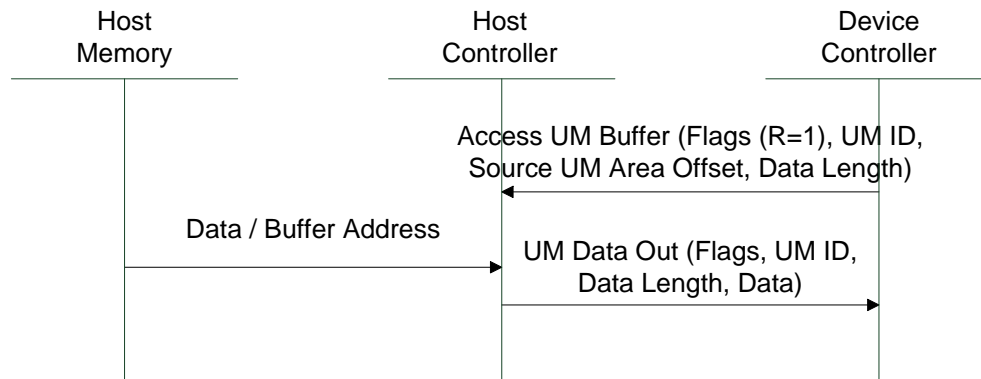 Host
Memory
Host
Controller
Device
Controller
Access UM Buffer (Flags (R=1), UM ID,
Source UM Area Offset, Data Length)
Data / Buffer Address
UM Data Out (Flags, UM ID,
Data Length, Data)